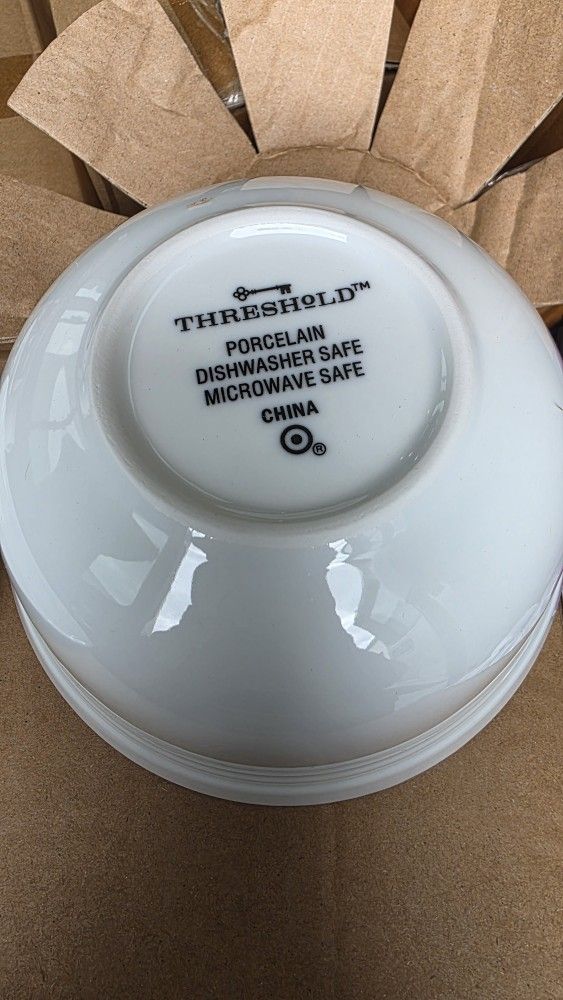 THRESHOLD™
PORCELAIN
DISHWASHER SAFE
MICROWAVE SAFE
CHINA
®